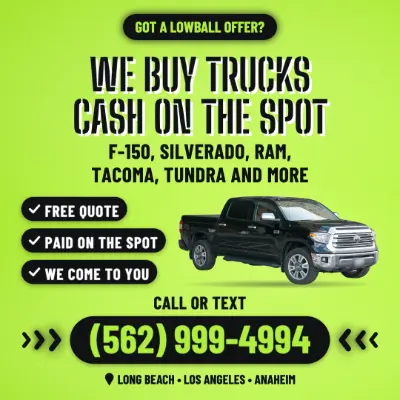 GOT A LOWBALL OFFER?
WE BUY TRUCKS
CASH ON THE SPOT
F-150, SILVERADO, RAM,
TACOMA, TUNDRA AND MORE
FREE QUOTE
PAID ON THE SPOT
WE COME TO YOU
CALL OR TEXT
(562) 999-4994
LONG BEACH • LOS ANGELES • ANAHEIM